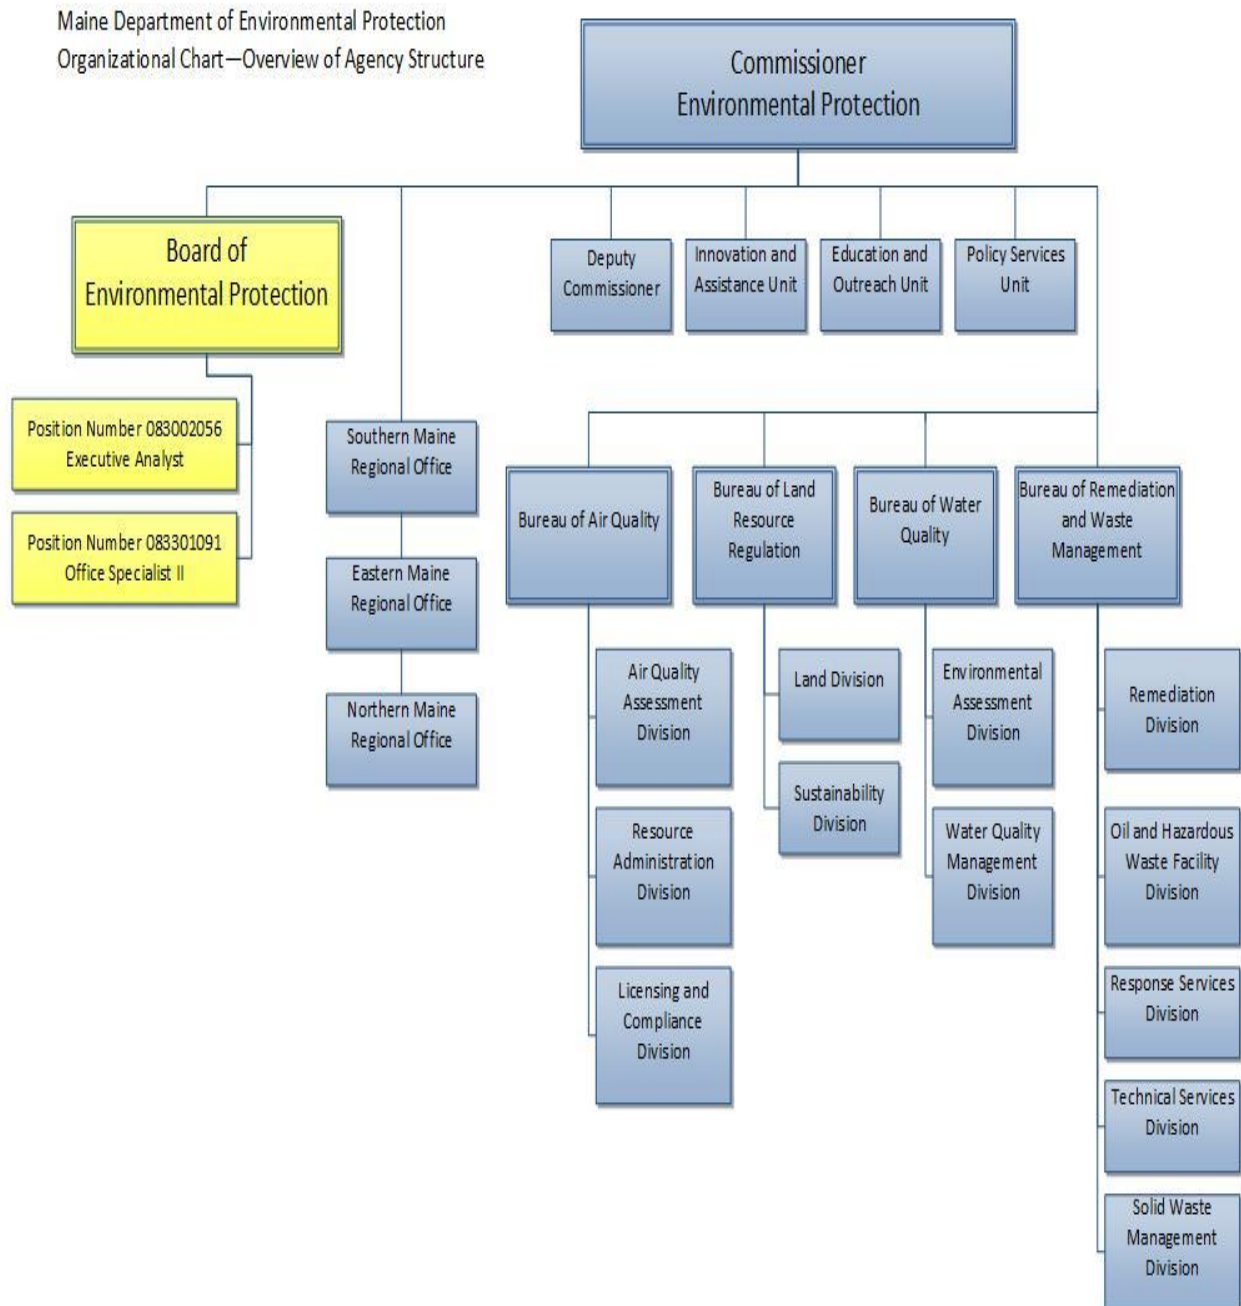 Maine Department of Environmental Protection
Organizational Chart—Overview of Agency Structure
Commissioner
Environmental Protection
Board of
Environmental Protection
Position Number 083002056
Executive Analyst
Position Number 083301091
Office Specialist II
Southern Maine
Regional Office
Eastern Maine
Regional Office
Northern Maine
Regional Office
Deputy
Commissioner
Innovation and
Assistance Unit
Education and
Outreach Unit
Policy Services
Unit
Bureau of Air Quality
Air Quality
Assessment
Division
Resource
Administration
Division
Licensing and
Compliance
Division
Bureau of Land
Resource
Regulation
Land Division
Sustainability
Division
Bureau of Water
Quality
Environmental
Assessment
Division
Water Quality
Management
Division
Bureau of Remediation
and Waste
Management
Remediation
Division
Oil and Hazardous
Waste Facility
Division
Response Services
Division
Technical Services
Division
Solid Waste
Management
Division